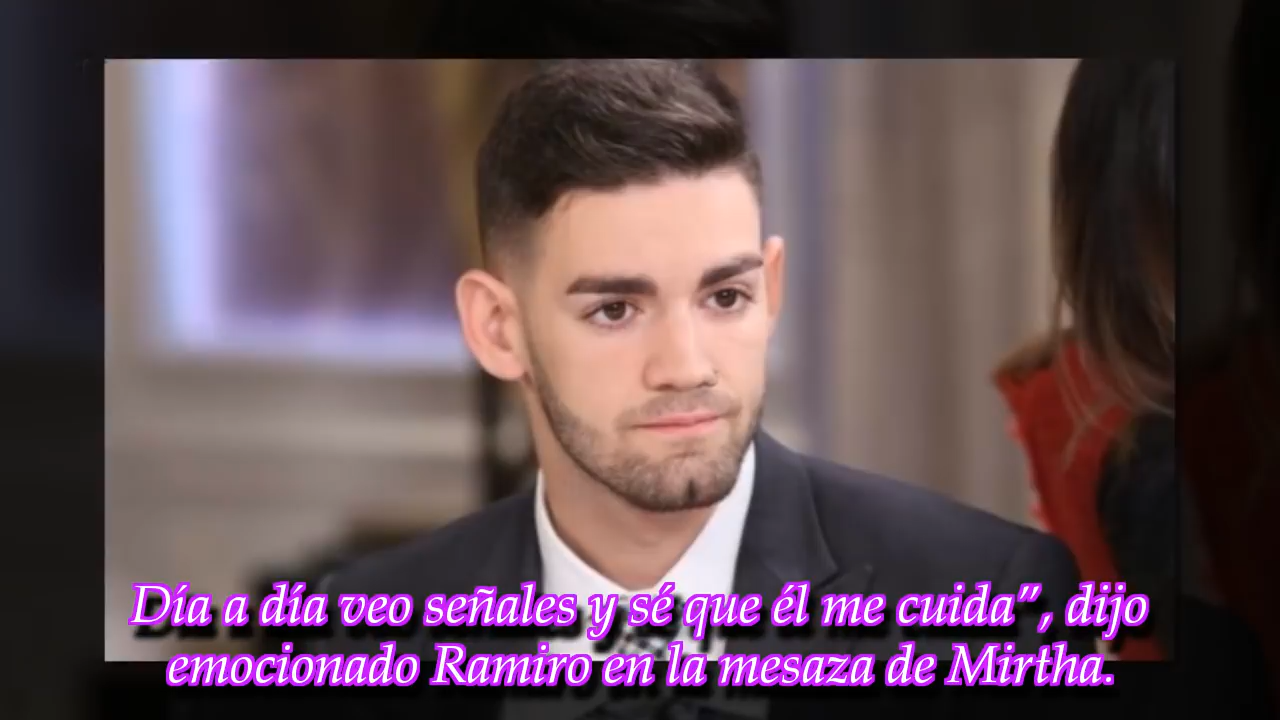 Día a día veo señales y sé que él me cuida”, dijo
emocionado Ramiro en la mesaza de Mirtha.